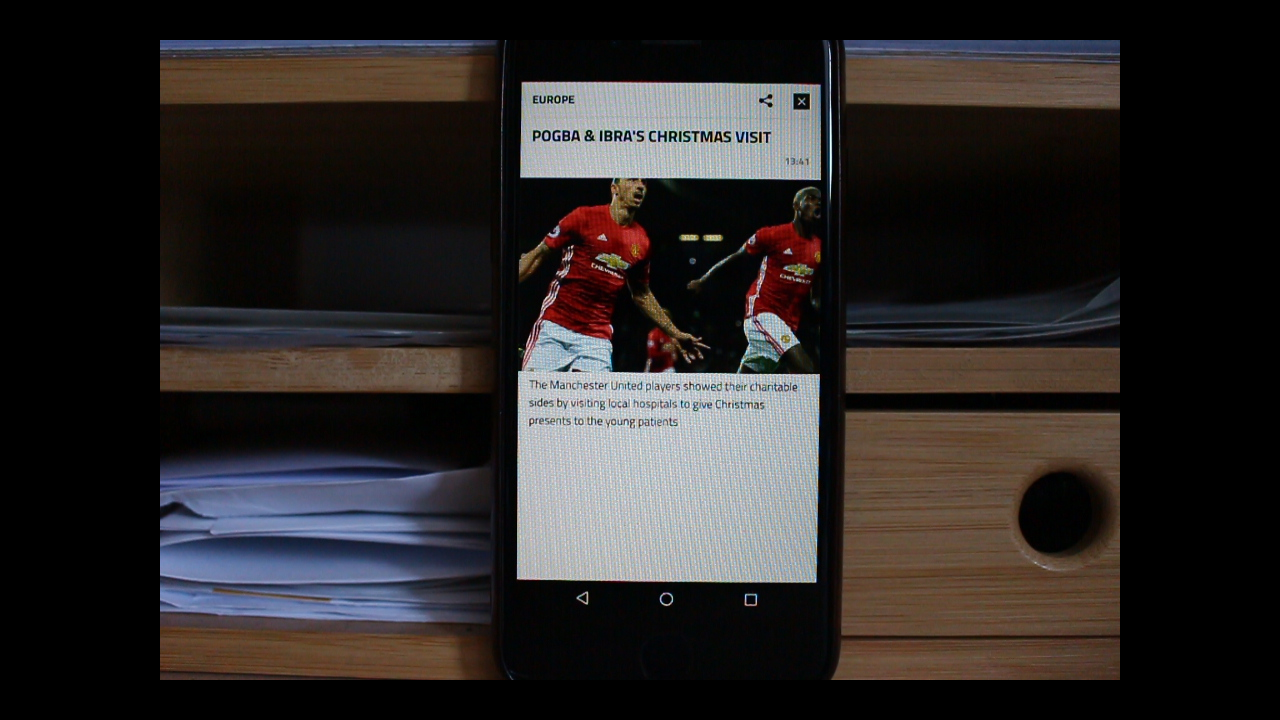 EUROPE
POGBA & IBRA'S CHRISTMAS VISIT
13:41
CHEVROLET
The Manchester United players showed their charitable
sides by visiting local hospitals to give Christmas
presents to the young patients